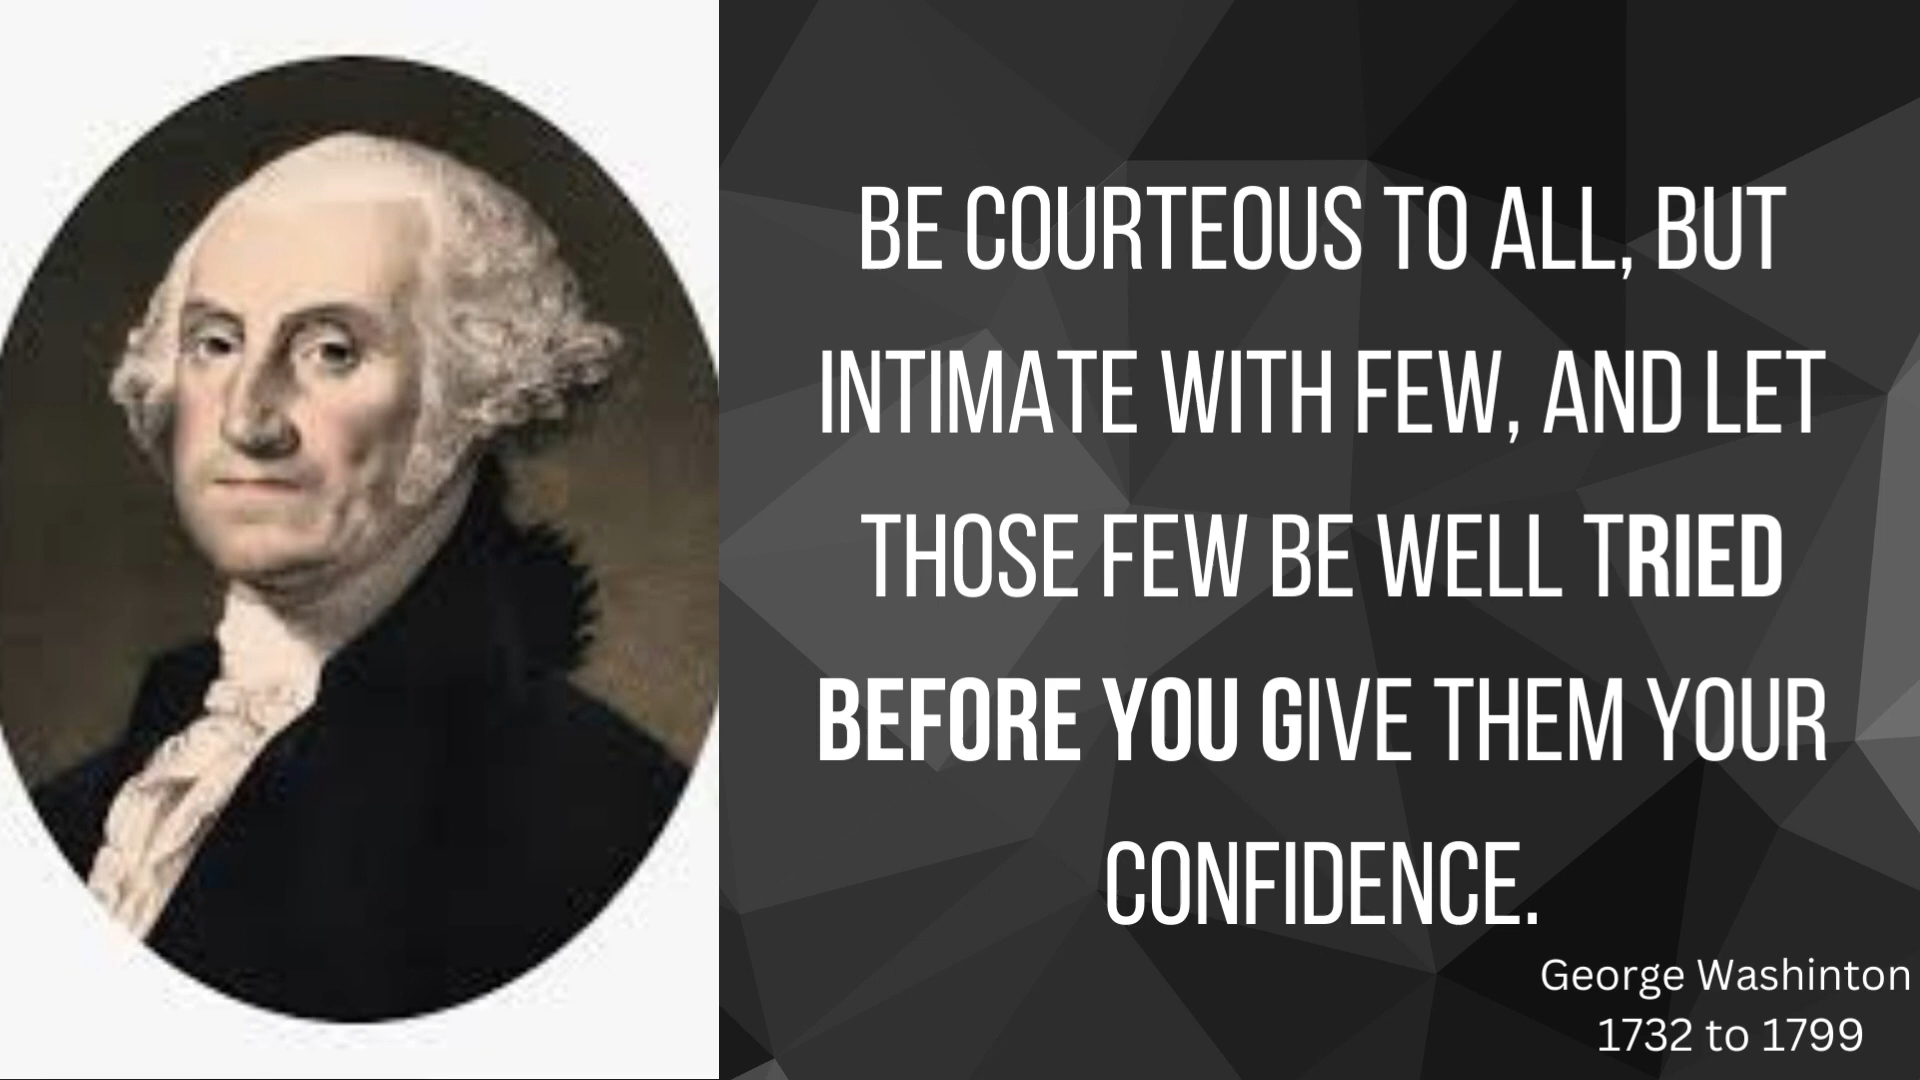 BE COURTEOUS TO ALL, BUT
INTIMATE WITH FEW, AND LET
THOSE FEW BE WELL TRIED
BEFORE YOU GIVE THEM YOUR
CONFIDENCE.
George Washinton
1732 to 1799